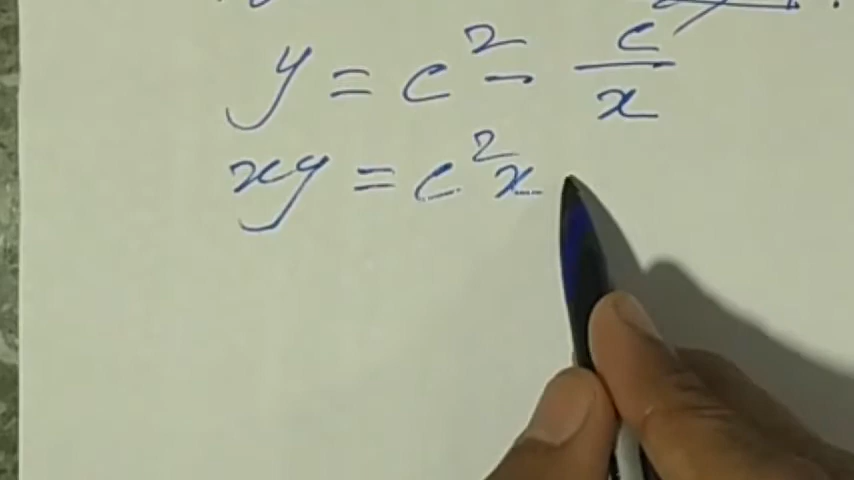 y = c² - c/x
xy = c²x